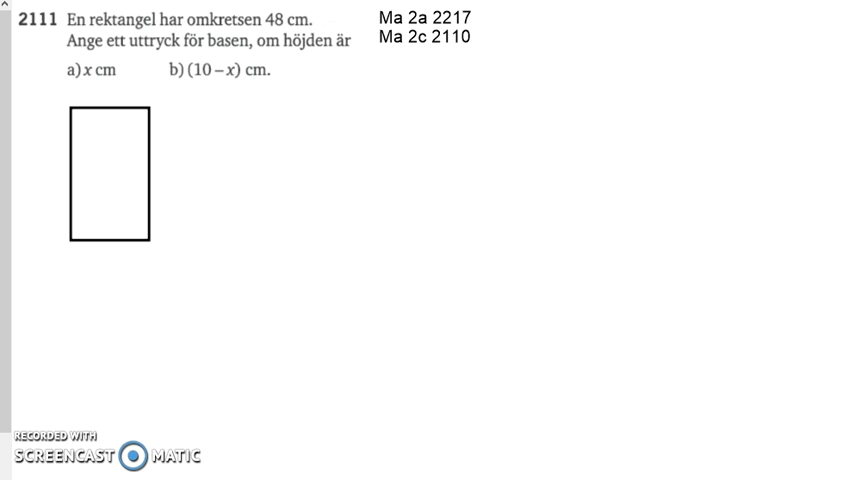 2111 En rektangel har omkretsen 48 cm.
Ange ett uttryck för basen, om höjden är
a) x cm b) (10 – x) cm.
Ma 2a 2217
Ma 2c 2110
RECORDED WITH
SCREENCAST MATIC